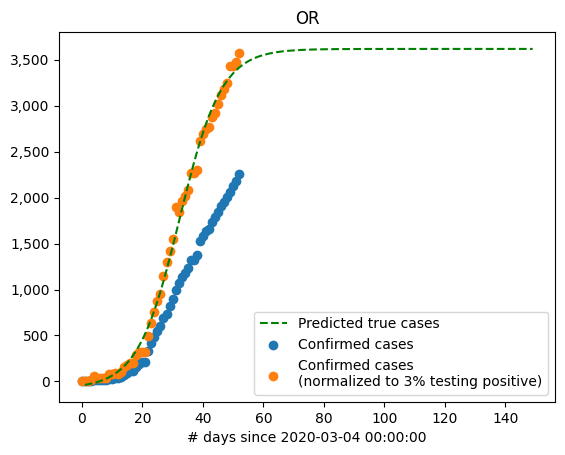 OR
3,500
3,000
2,500
2,000
1,500
1,000
500
0
Predicted true cases
Confirmed cases
Confirmed cases
(normalized to 3% testing positive)
0 20 40 60 80 100 120 140
# days since 2020-03-04 00:00:00